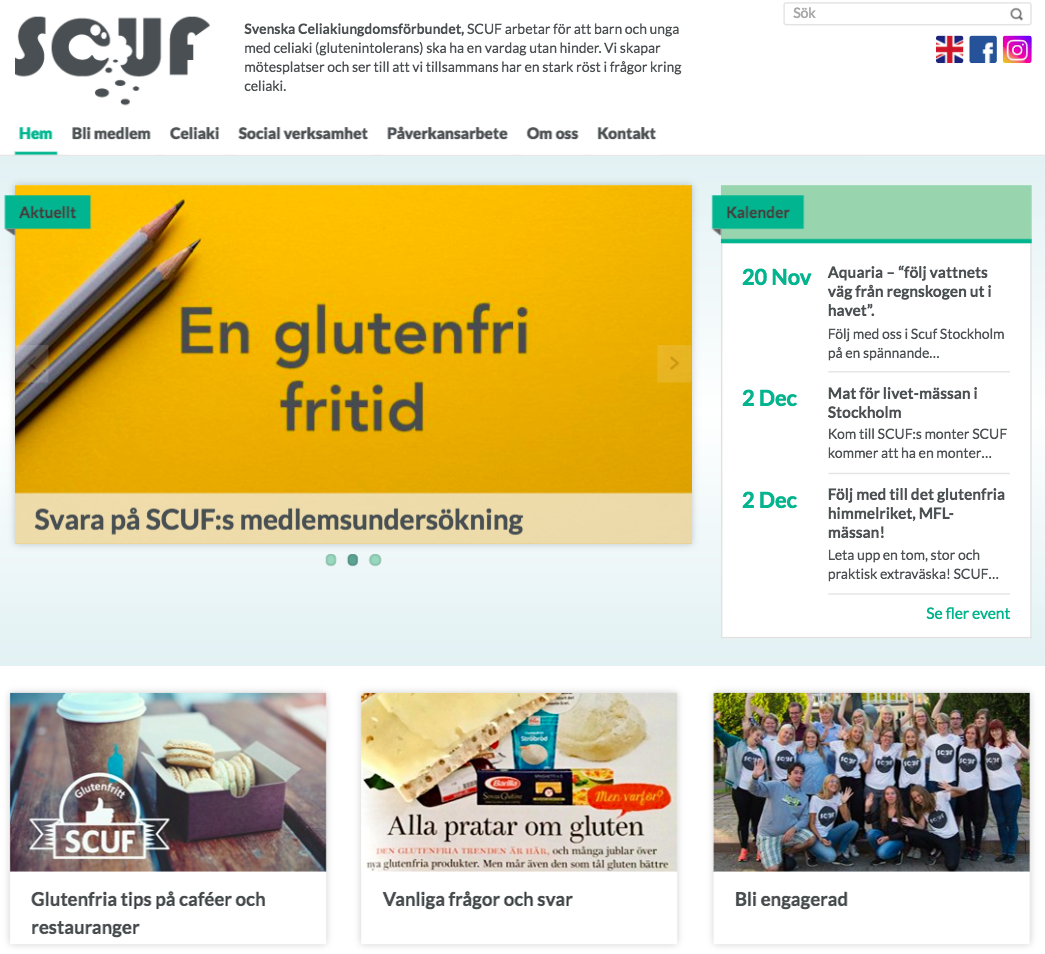 SCUF
Svenska Celiakiungdomsförbundet, SCUF arbetar för att barn och unga
med celiaki (glutenintolerans) ska ha en vardag utan hinder. Vi skapar
mötesplatser och ser till att vi tillsammans har en stark röst i frågor kring
celiaki.
Sök
Hem Bli medlem Celiaki Social verksamhet Påverkansarbete Om oss Kontakt
Aktuellt
En glutenfri
fritid
Svara på SCUF:s medlemsundersökning
Kalender
20 Nov
Aquaria – “följ vattnets
väg från regnskogen ut i
havet”.
Följ med oss i Scuf Stockholm
på en spännande...
2 Dec
Mat för livet-mässan i
Stockholm
Kom till SCUF:s monter SCUF
kommer att ha en monter...
2 Dec
Följ med till det glutenfria
himmelriket, MFL-
mässan!
Leta upp en tom, stor och
praktisk extraväska! SCUF...
Se fler event
Glutenfritt
SCUF
Glutenfria tips på caféer och
restauranger
Ströbröd
Barilla
Men varför?
Alla pratar om gluten
DEN GLUTENFRIA TRENDEN ÄR HÄR, och många jublar över
nya glutenfria produkter. Men mår även den som tål gluten bättre
Vanliga frågor och svar
SCUF
SCUF
SCUF
SCUF
SCUF
SCUF
Bli engagerad